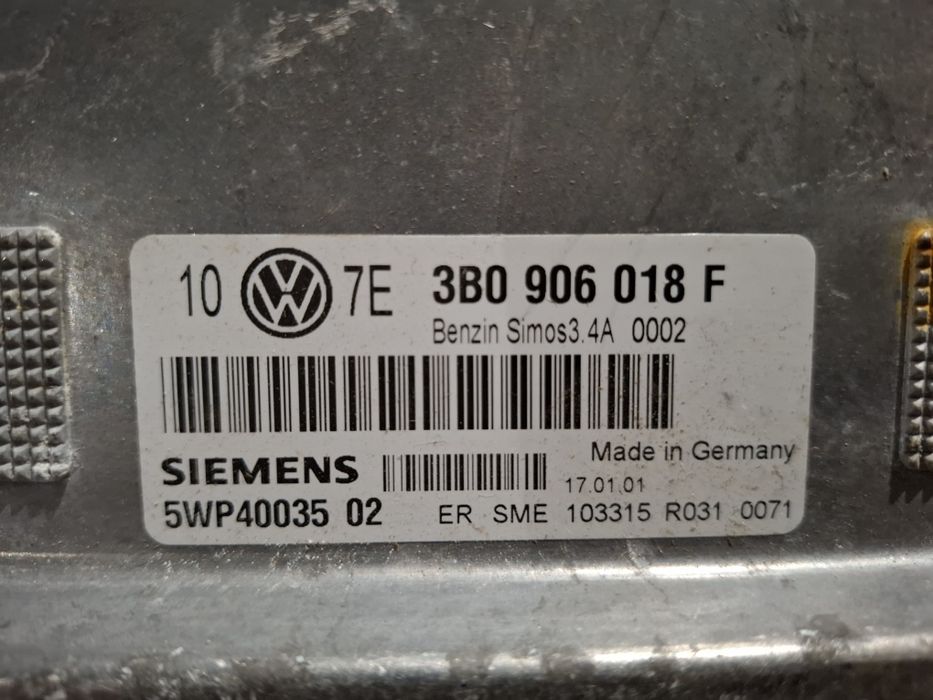 10 VW 7E 3B0 906 018 F
Benzin Simos3.4A 0002
Made in Germany
SIEMENS 17.01.01
5WP40035 02 ER SME 103315 R031 0071